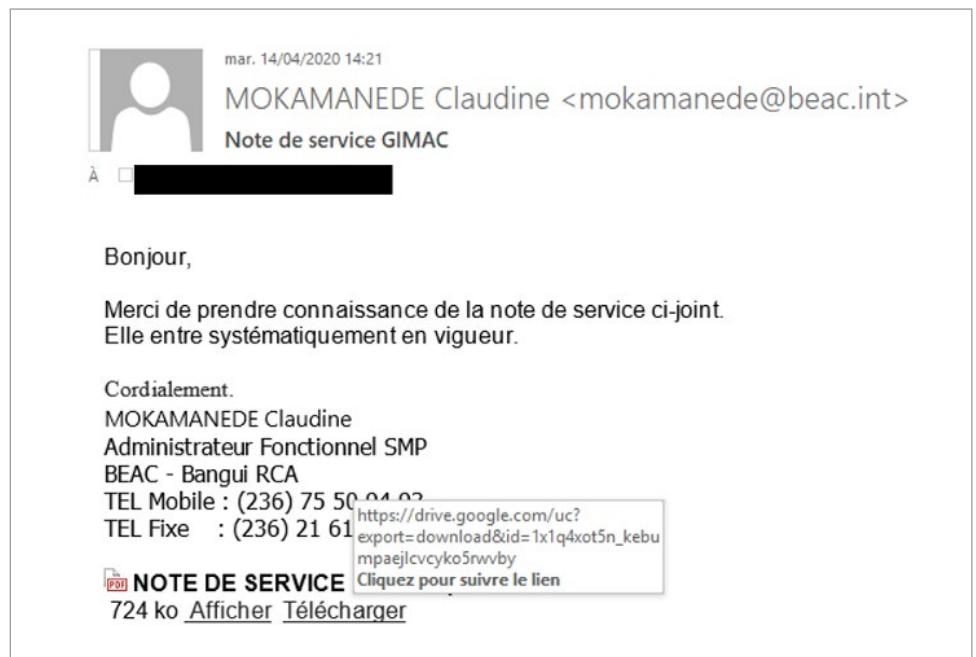 mar. 14/04/2020 14:21
MOKAMANEDE Claudine <mokamanede@beac.int>
Note de service GIMAC
À
Bonjour,
Merci de prendre connaissance de la note de service ci-joint.
Elle entre systématiquement en vigueur.
Cordialement.
MOKAMANEDE Claudine
Administrateur Fonctionnel SMP
BEAC - Bangui RCA
TEL Mobile : (236) 75 50
TEL Fixe : (236) 21 61
https://drive.google.com/uc?
export=download&id=1x1q4xot5n_kebu
mpaejlcvcyko5rwvby
Cliquez pour suivre le lien
PDF NOTE DE SERVICE
724 ko Afficher Télécharger